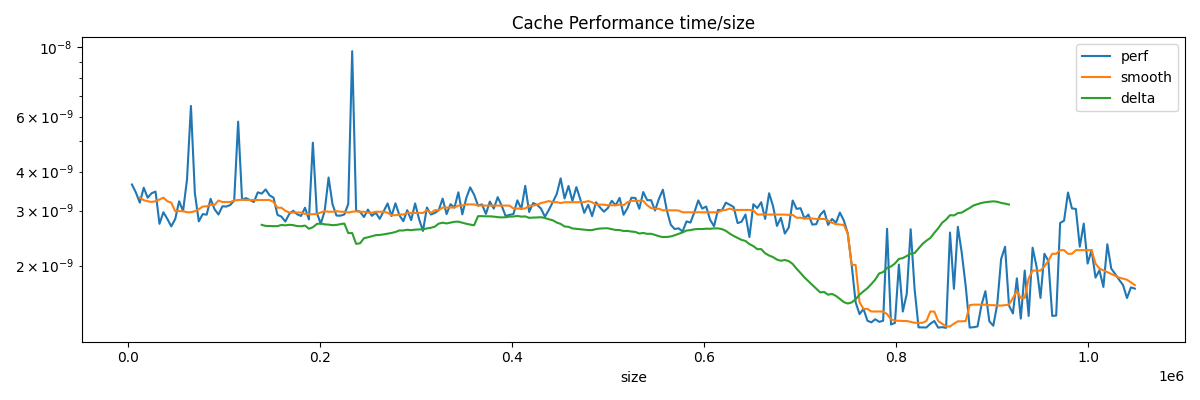 Cache Performance time/size
10⁻⁸
6 × 10⁻⁹
4 × 10⁻⁹
3 × 10⁻⁹
2 × 10⁻⁹
perf
smooth
delta
0.0 0.2 0.4 0.6 0.8 1.0
1e6
size